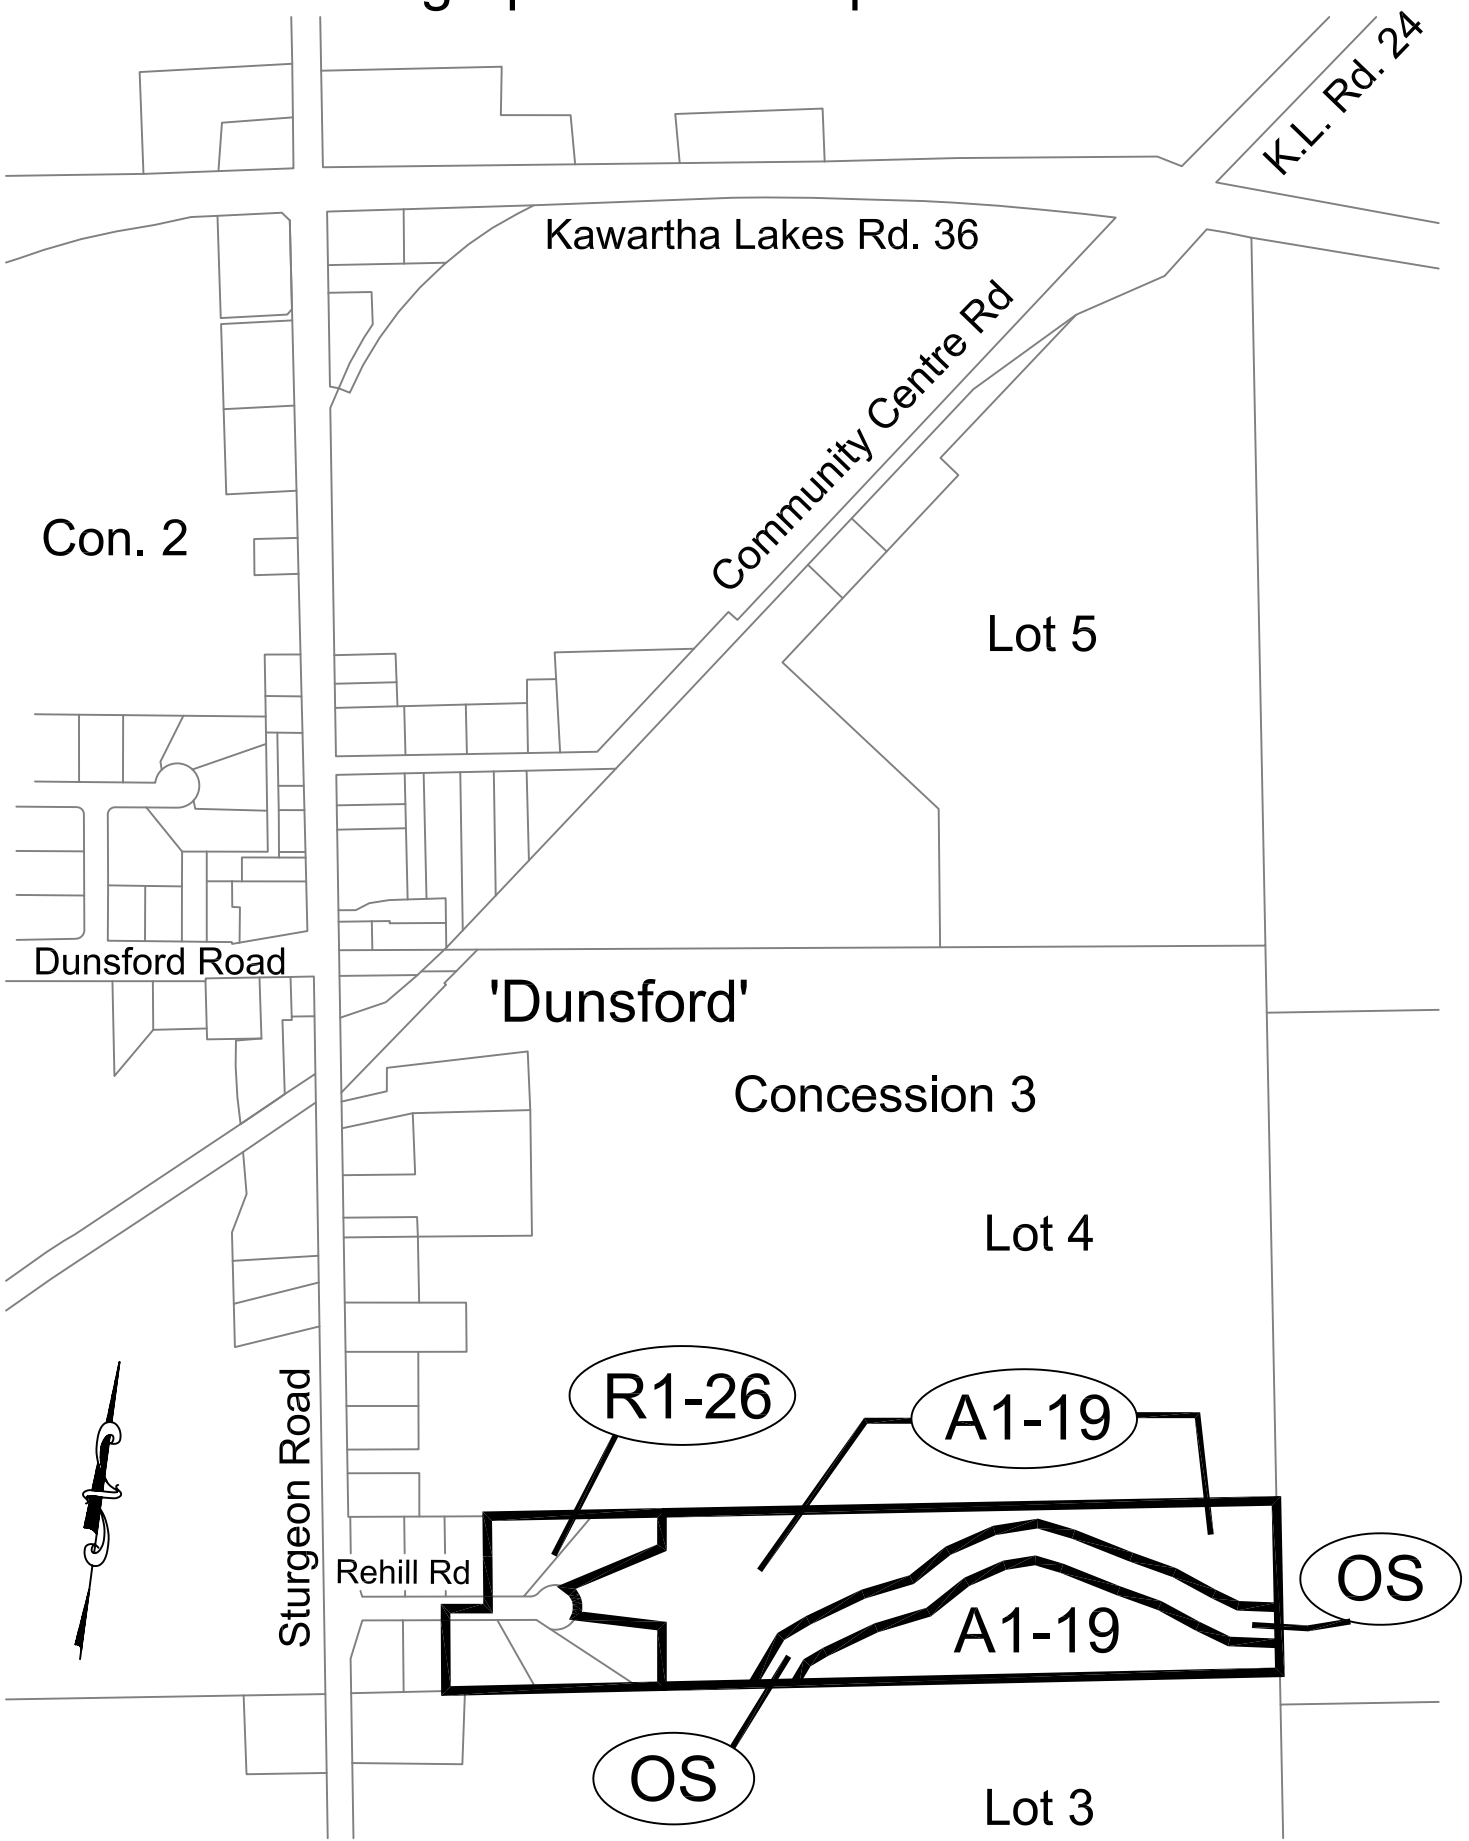 K.L. Rd. 24
Kawartha Lakes Rd. 36
Community Centre Rd
Con. 2
Lot 5
Dunsford Road
'Dunsford'
Concession 3
Lot 4
R1-26
A1-19
Sturgeon Road
Rehill Rd
OS
A1-19
OS
Lot 3